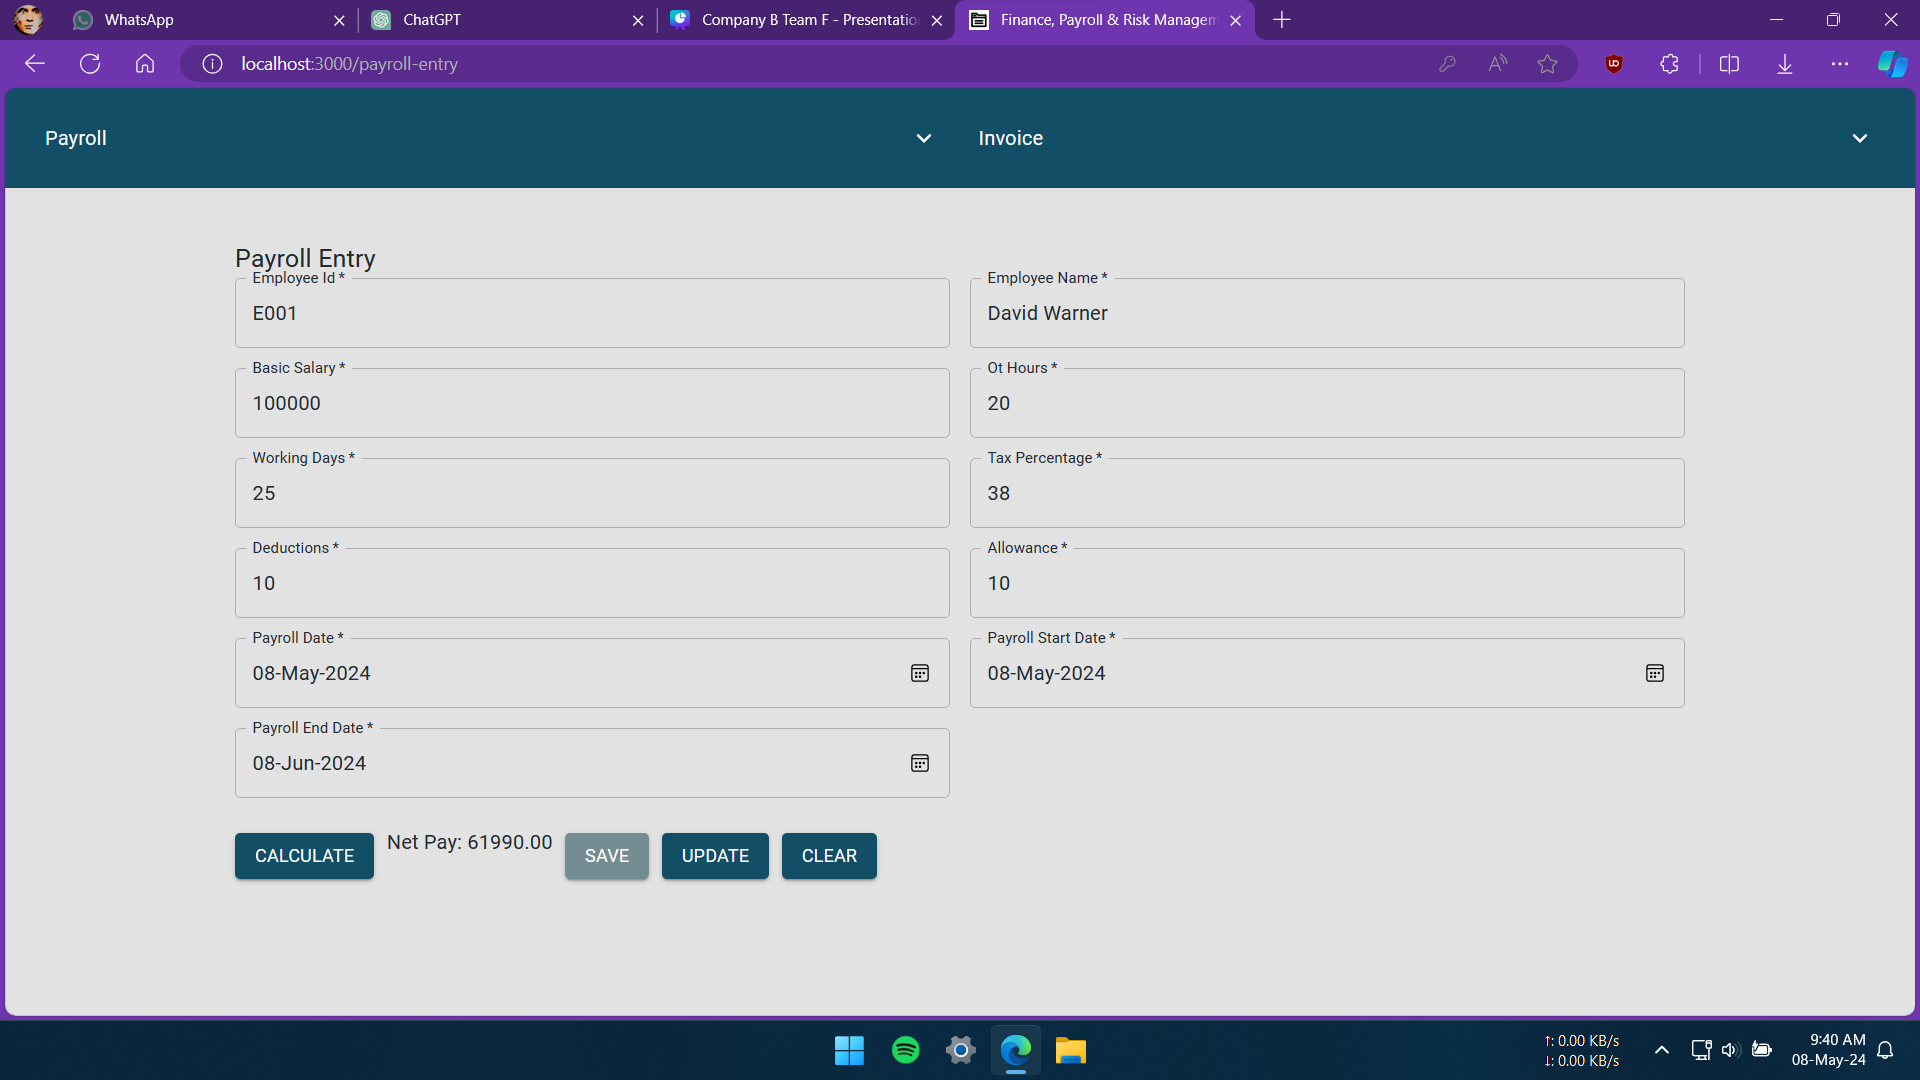 WhatsApp
ChatGPT
Company B Team F - Presentatio
Finance, Payroll & Risk Managem
localhost:3000/payroll-entry
Payroll
Invoice
Payroll Entry
Employee Id *
E001
Employee Name *
David Warner
Basic Salary *
100000
Ot Hours *
20
Working Days *
25
Tax Percentage *
38
Deductions *
10
Allowance *
10
Payroll Date *
08-May-2024
Payroll Start Date *
08-May-2024
Payroll End Date *
08-Jun-2024
CALCULATE
Net Pay: 61990.00
SAVE
UPDATE
CLEAR
↑: 0.00 KB/s
↓: 0.00 KB/s
9:40 AM
08-May-24